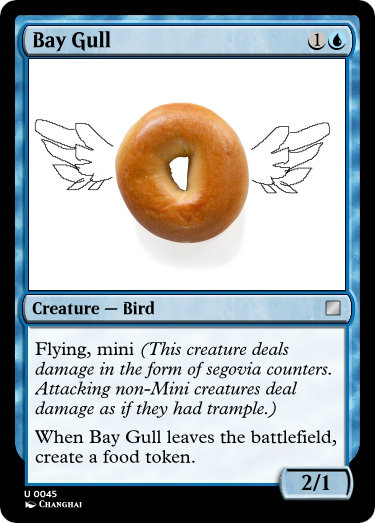 Bay Gull
1
Creature — Bird
Flying, mini (This creature deals
damage in the form of segovia counters.
Attacking non-Mini creatures deal
damage as if they had trample.)
When Bay Gull leaves the battlefield,
create a food token.
2/1
U 0045
Changhai